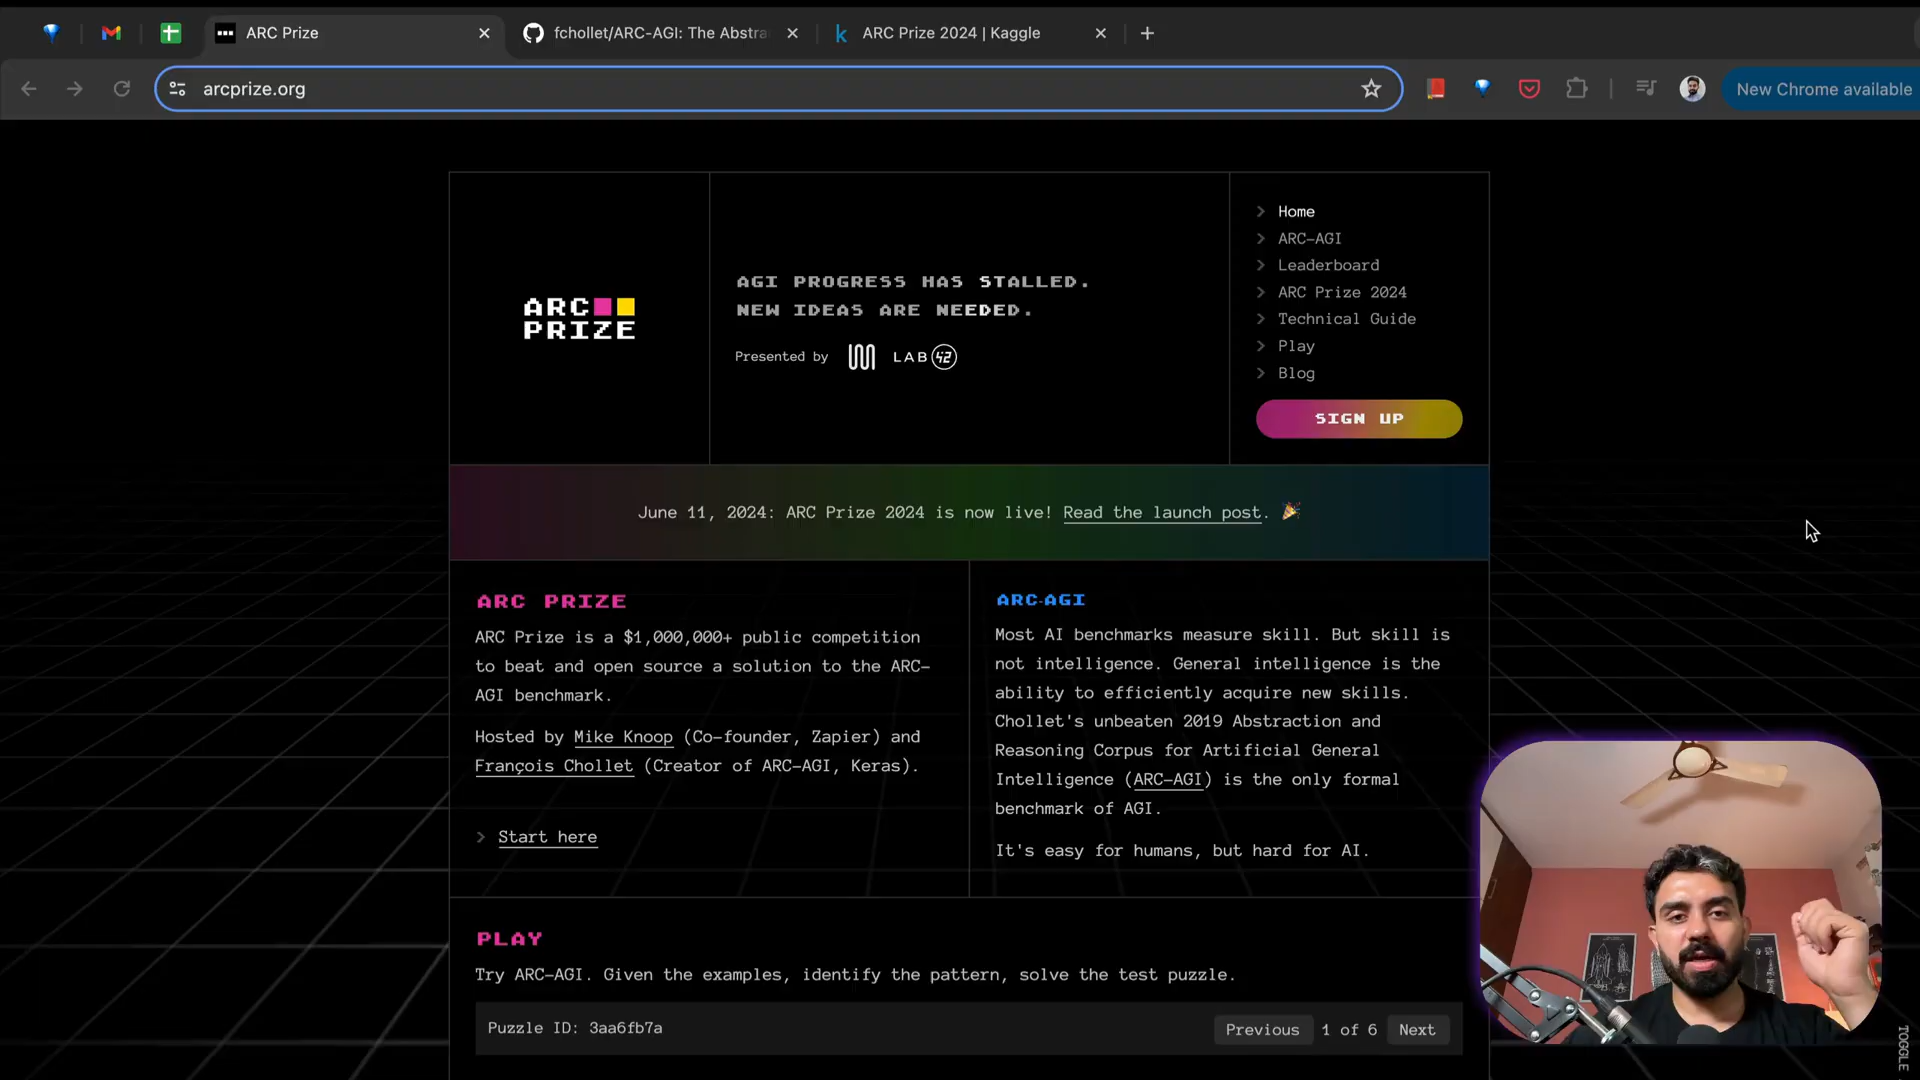 ARC Prize
fchollet/ARC-AGI: The Abstra
ARC Prize 2024 | Kaggle
arcprize.org
New Chrome available
ARC
PRIZE
AGI PROGRESS HAS STALLED.
NEW IDEAS ARE NEEDED.
Presented by
LAB 42
Home
ARC-AGI
Leaderboard
ARC Prize 2024
Technical Guide
Play
Blog
SIGN UP
June 11, 2024: ARC Prize 2024 is now live! Read the launch post. 🎉
ARC PRIZE
ARC Prize is a $1,000,000+ public competition
to beat and open source a solution to the ARC-
AGI benchmark.
Hosted by Mike Knoop (Co-founder, Zapier) and
François Chollet (Creator of ARC-AGI, Keras).
Start here
ARC-AGI
Most AI benchmarks measure skill. But skill is
not intelligence. General intelligence is the
ability to efficiently acquire new skills.
Chollet's unbeaten 2019 Abstraction and
Reasoning Corpus for Artificial General
Intelligence (ARC-AGI) is the only formal
benchmark of AGI.
It's easy for humans, but hard for AI.
PLAY
Try ARC-AGI. Given the examples, identify the pattern, solve the test puzzle.
Puzzle ID: 3aa6fb7a
Previous
1 of 6
Next
TOGGLE